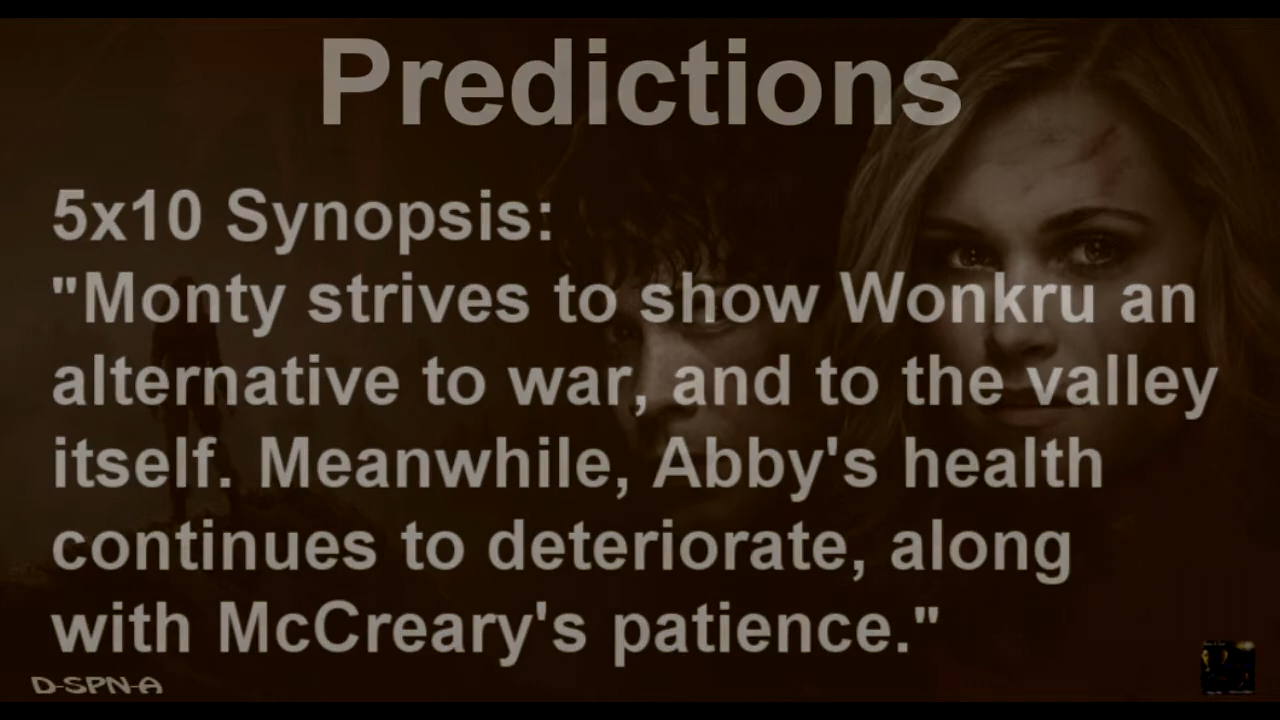 Predictions
5x10 Synopsis:
"Monty strives to show Wonkru an
alternative to war, and to the valley
itself. Meanwhile, Abby's health
continues to deteriorate, along
with McCreary's patience."
D-SPN-A